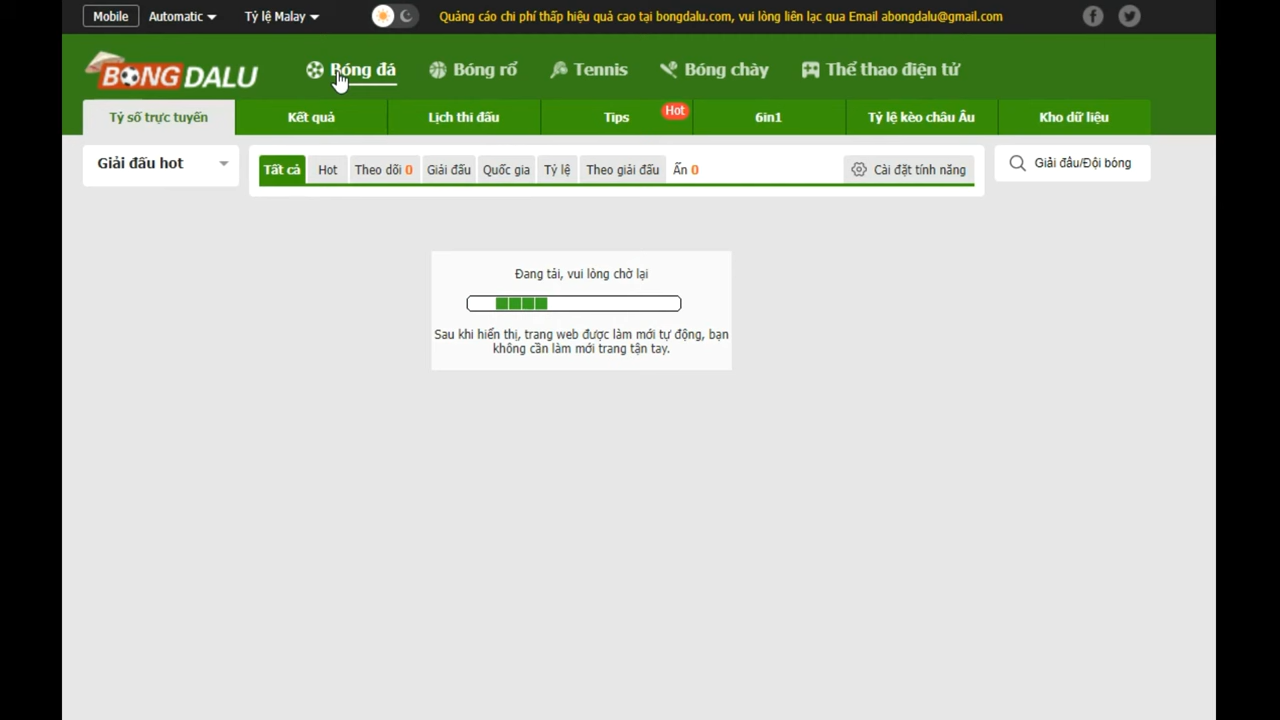 Mobile Automatic Tỷ lệ Malay Quảng cáo chi phí thấp hiệu quả cao tại bongdalu.com, vui lòng liên lạc qua Email abongdalu@gmail.com
BONG DALU Bóng đá Bóng rổ Tennis Bóng chày Thể thao điện tử
Tỷ số trực tuyến Kết quả Lịch thi đấu Tips Hot 6in1 Tỷ lệ kèo châu Âu Kho dữ liệu
Giải đấu hot Tất cả Hot Theo dõi 0 Giải đấu Quốc gia Tỷ lệ Theo giải đấu Ẩn 0 Cài đặt tính năng Giải đấu/Đội bóng
Đang tải, vui lòng chờ lại
Sau khi hiển thị, trang web được làm mới tự động, bạn
không cần làm mới trang tận tay.